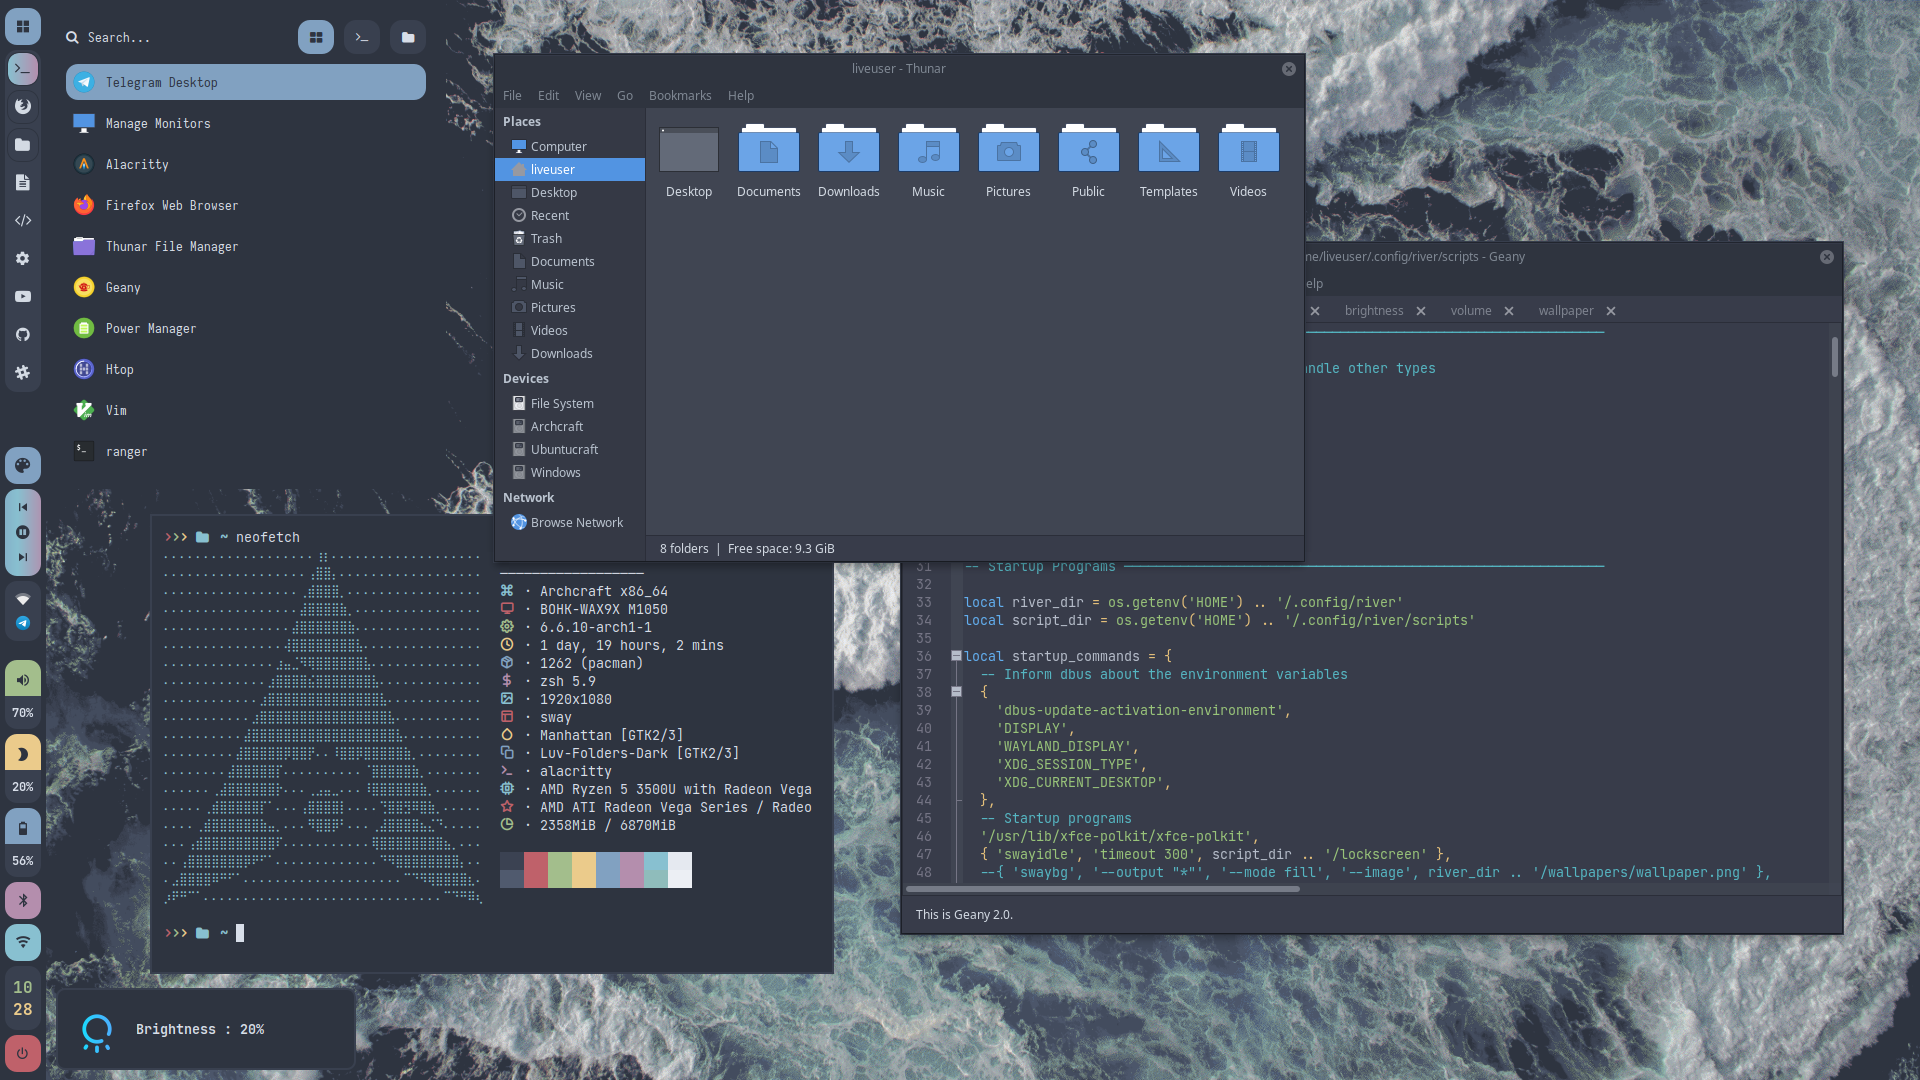 Search...
Telegram Desktop
Manage Monitors
Alacritty
Firefox Web Browser
Thunar File Manager
Geany
Power Manager
Htop
Vim
ranger
70%
20%
56%
10
28
liveuser - Thunar
File Edit View Go Bookmarks Help
Places
Computer
liveuser
Desktop
Recent
Trash
Documents
Music
Pictures
Videos
Downloads
Devices
File System
Archcraft
Ubuntucraft
Windows
Network
Browse Network
Desktop Documents Downloads Music Pictures Public Templates Videos
8 folders | Free space: 9.3 GiB
>>> ~ neofetch
· Archcraft x86_64
· BOHK-WAX9X M1050
· 6.6.10-arch1-1
· 1 day, 19 hours, 2 mins
· 1262 (pacman)
· zsh 5.9
· 1920x1080
· sway
· Manhattan [GTK2/3]
· Luv-Folders-Dark [GTK2/3]
· alacritty
· AMD Ryzen 5 3500U with Radeon Vega
· AMD ATI Radeon Vega Series / Radeo
· 2358MiB / 6870MiB
>>> ~
Brightness : 20%
me/liveuser/.config/river/scripts - Geany
elp
brightness volume wallpaper
andle other types
31 -- Startup Programs
32
33 local river_dir = os.getenv('HOME') .. '/.config/river'
34 local script_dir = os.getenv('HOME') .. '/.config/river/scripts'
35
36 local startup_commands = {
37 -- Inform dbus about the environment variables
38 {
39 'dbus-update-activation-environment',
40 'DISPLAY',
41 'WAYLAND_DISPLAY',
42 'XDG_SESSION_TYPE',
43 'XDG_CURRENT_DESKTOP',
44 },
45 -- Startup programs
46 '/usr/lib/xfce-polkit/xfce-polkit',
47 { 'swayidle', 'timeout 300', script_dir .. '/lockscreen' },
48 --{ 'swaybg', '--output "*"', '--mode fill', '--image', river_dir .. '/wallpapers/wallpaper.png' },
This is Geany 2.0.